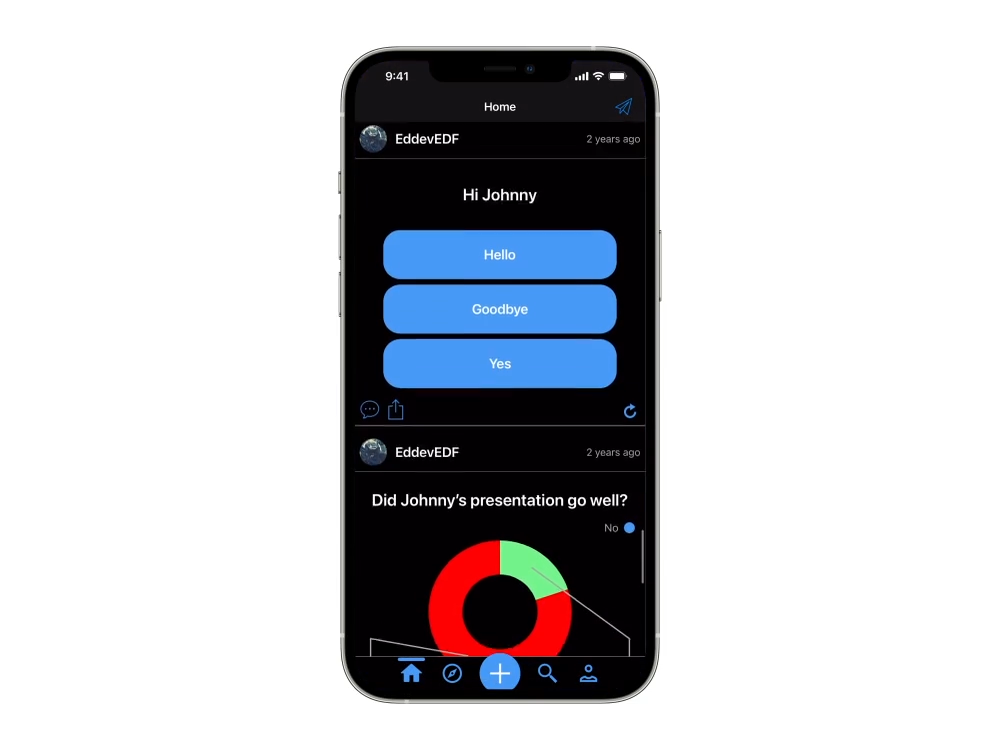 9:41
Home
EddevEDF
2 years ago
Hi Johnny
Hello
Goodbye
Yes
EddevEDF
2 years ago
Did Johnny’s presentation go well?
No